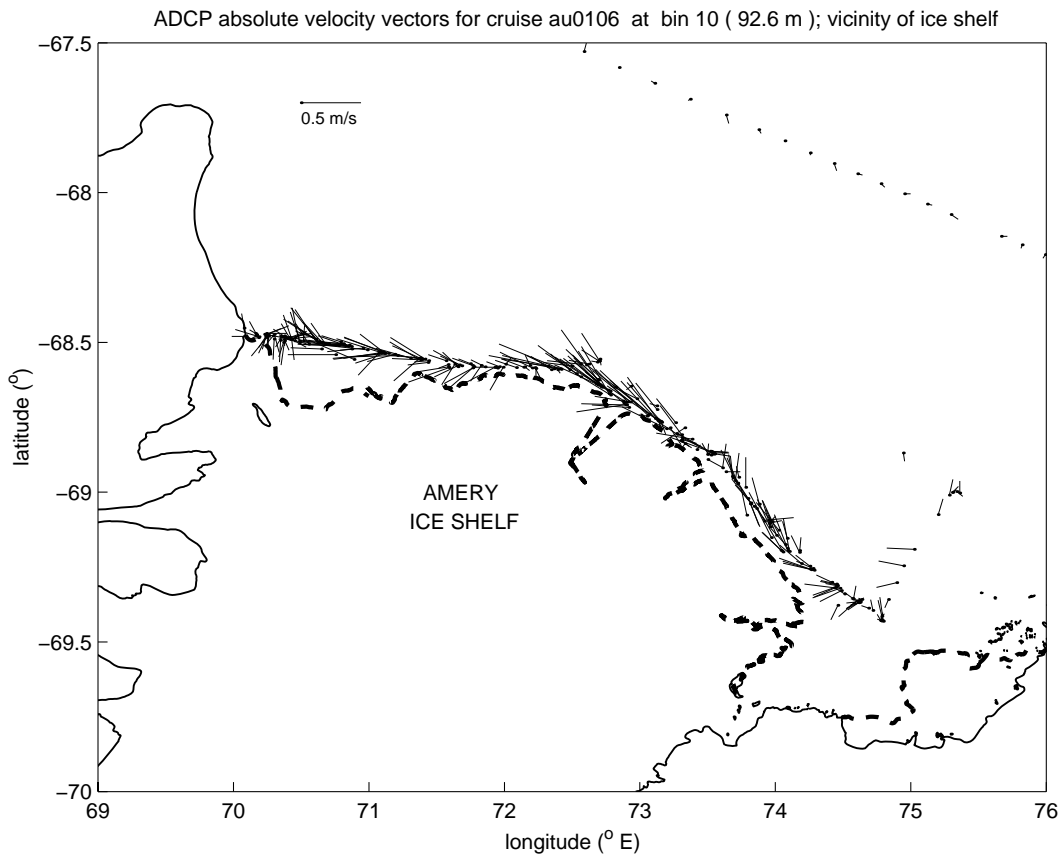 ADCP absolute velocity vectors for cruise au0106 at bin 10 ( 92.6 m ); vicinity of ice shelf
−67.5
0.5 m/s
−68
−68.5
latitude (°)
−69
AMERY
ICE SHELF
−69.5
−70
69 70 71 72 73 74 75 76
longitude (° E)